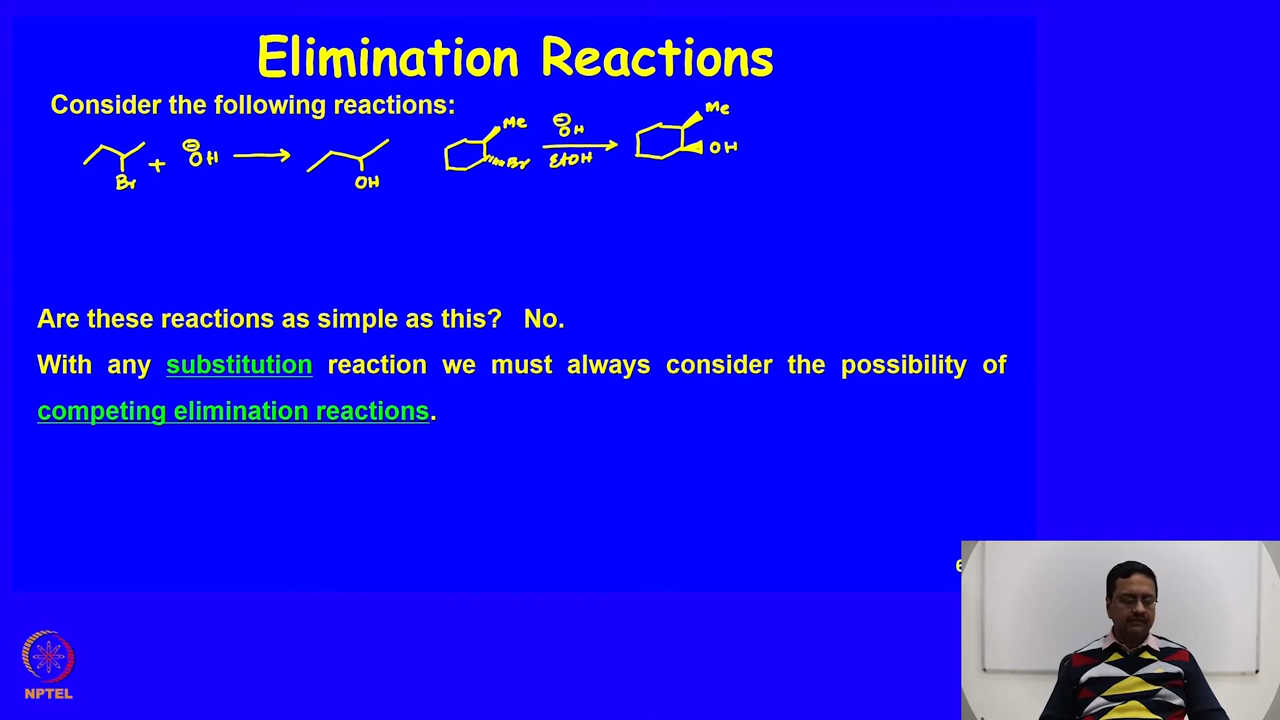 Elimination Reactions
Consider the following reactions:
Br + ⊖OH → OH
Me Br ⊖OH EtOH → Me OH
Are these reactions as simple as this? No.
With any substitution reaction we must always consider the possibility of
competing elimination reactions.
6
NPTEL